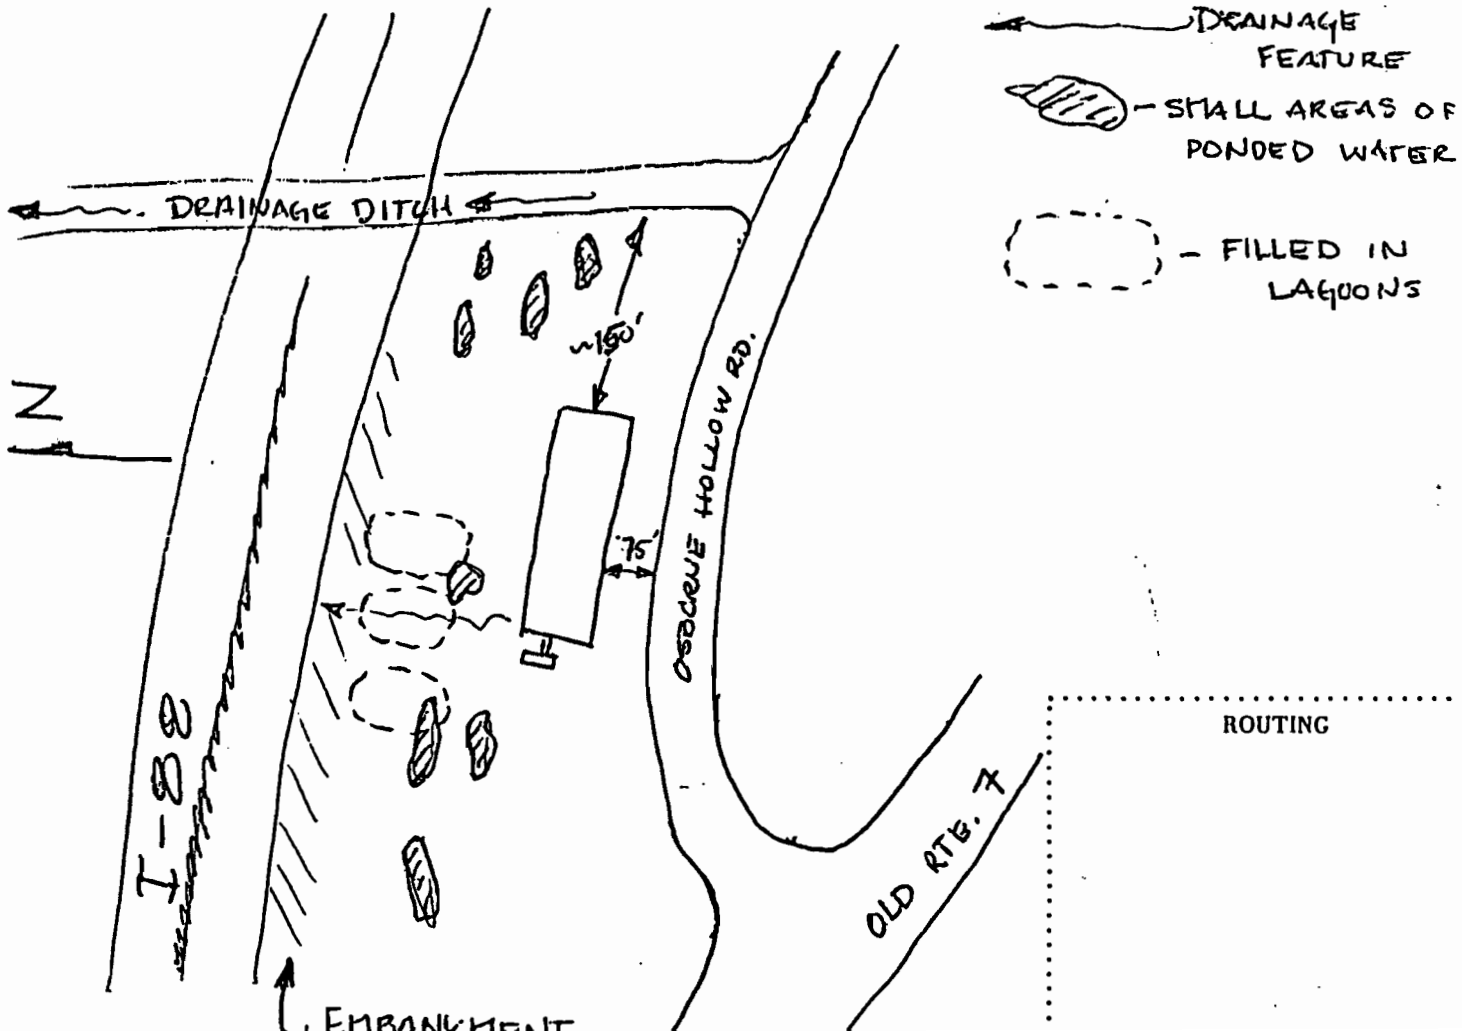 DRAINAGE
FEATURE
- SMALL AREAS OF
PONDED WATER
DRAINAGE DITCH
- FILLED IN
LAGOONS
~150'
N
75'
OSBORNE HOLLOW RD.
I-88
ROUTING
OLD RTE. 7
EMBANKMENT